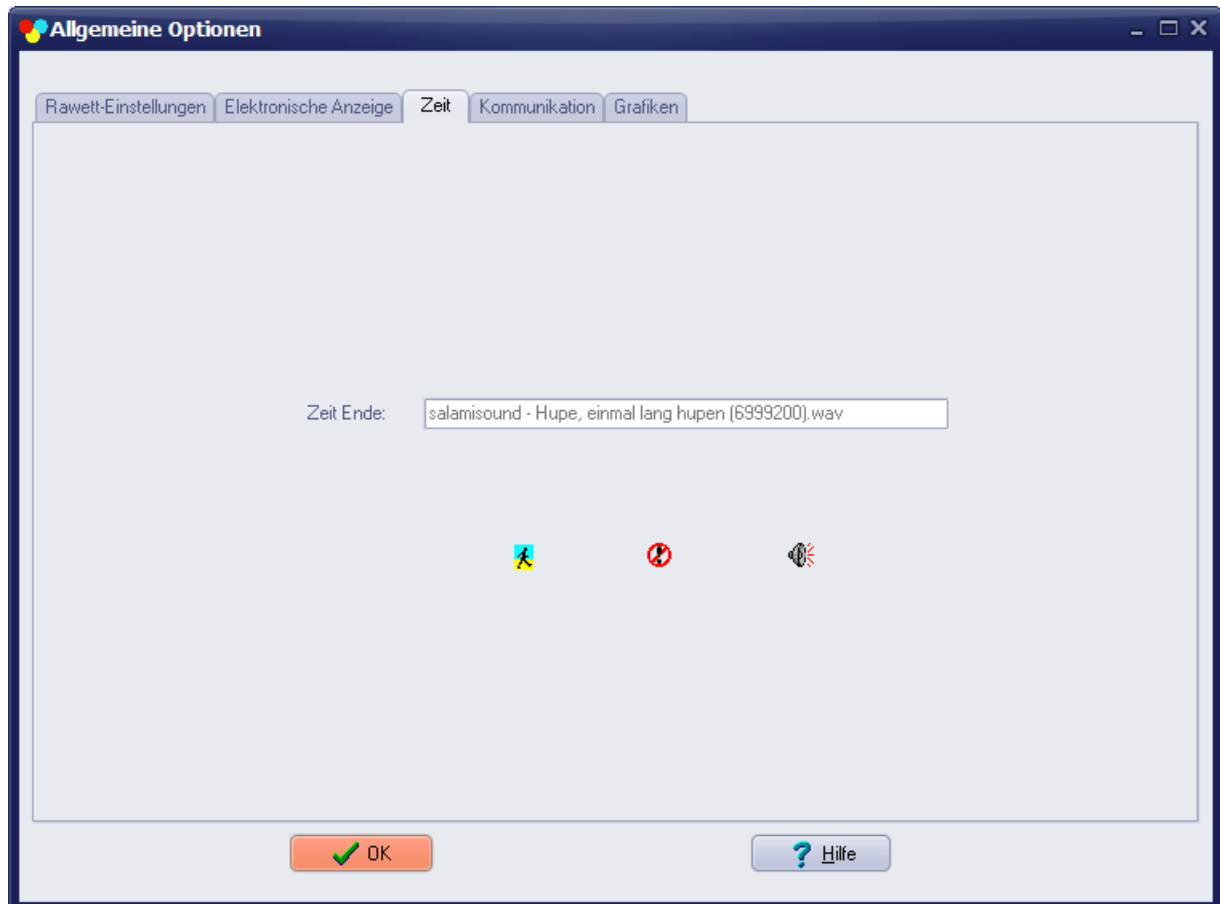 Allgemeine Optionen
Rawett-Einstellungen Elektronische Anzeige Zeit Kommunikation Grafiken
Zeit Ende: salamisound - Hupe, einmal lang hupen (6999200).wav
OK Hilfe